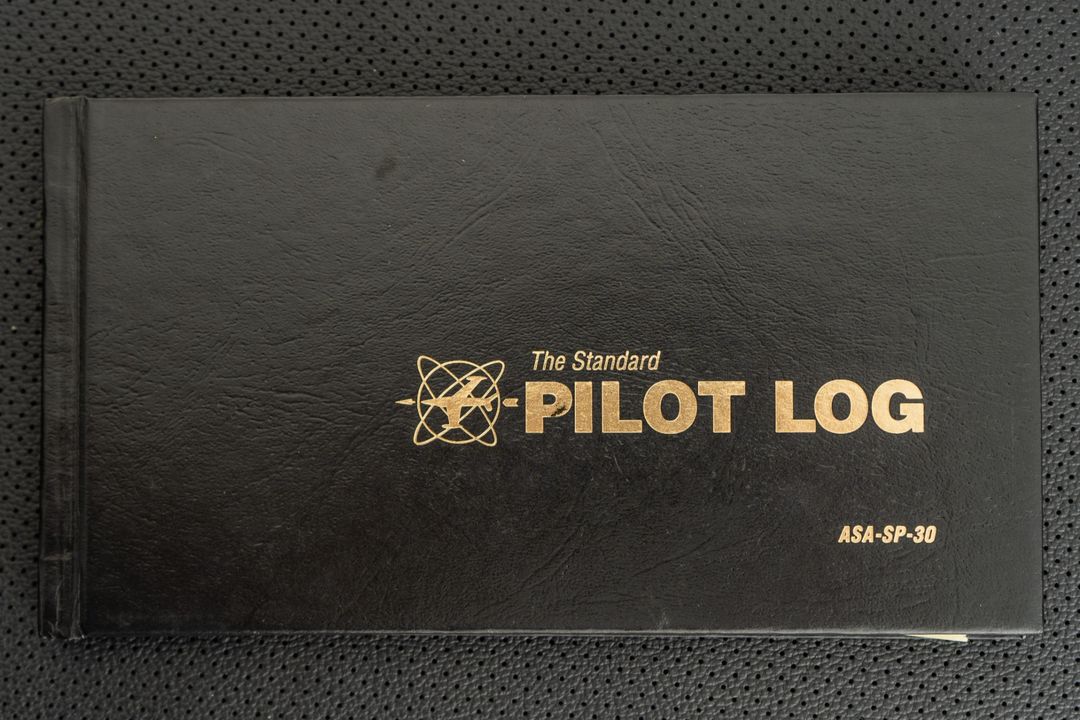 The Standard
PILOT LOG
ASA-SP-30